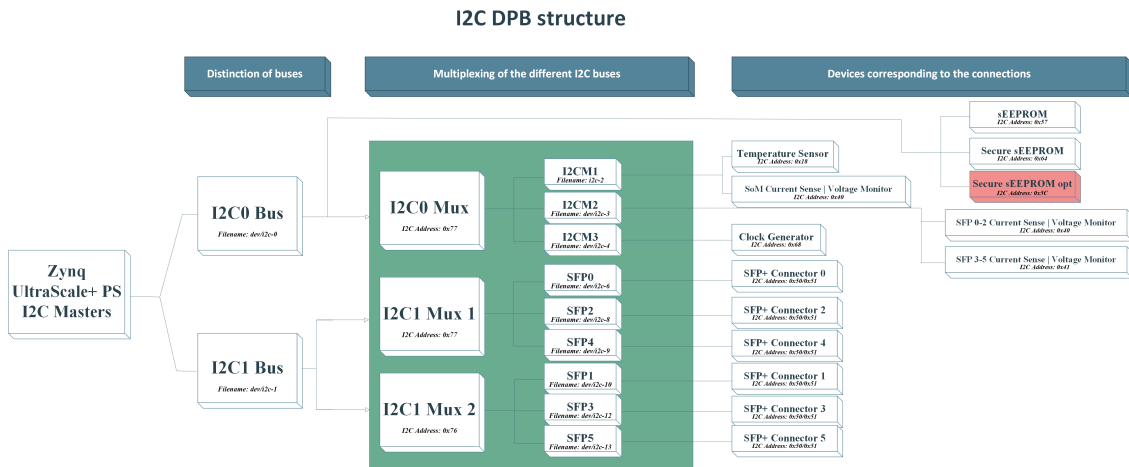 I2C DPB structure
Distinction of buses
Multiplexing of the different I2C buses
Devices corresponding to the connections
Zynq
UltraScale+ PS
I2C Masters
I2C0 Bus
Filename: dev/i2c-0
I2C1 Bus
Filename: dev/i2c-1
I2C0 Mux
I2C Address: 0x77
I2C1 Mux 1
I2C Address: 0x77
I2C1 Mux 2
I2C Address: 0x76
I2CM1
Filename: i2c-2
I2CM2
Filename: dev/i2c-3
I2CM3
Filename: dev/i2c-4
SFP0
Filename: dev/i2c-6
SFP2
Filename: dev/i2c-8
SFP4
Filename: dev/i2c-9
SFP1
Filename: dev/i2c-10
SFP3
Filename: dev/i2c-12
SFP5
Filename: dev/i2c-13
Temperature Sensor
I2C Address: 0x18
SoM Current Sense | Voltage Monitor
I2C Address: 0x40
Clock Generator
I2C Address: 0x68
SFP+ Connector 0
I2C Address: 0x50/0x51
SFP+ Connector 2
I2C Address: 0x50/0x51
SFP+ Connector 4
I2C Address: 0x50/0x51
SFP+ Connector 1
I2C Address: 0x50/0x51
SFP+ Connector 3
I2C Address: 0x50/0x51
SFP+ Connector 5
I2C Address: 0x50/0x51
sEEPROM
I2C Address: 0x57
Secure sEEPROM
I2C Address: 0x64
Secure sEEPROM opt
I2C Address: 0x5C
SFP 0-2 Current Sense | Voltage Monitor
I2C Address: 0x40
SFP 3-5 Current Sense | Voltage Monitor
I2C Address: 0x41